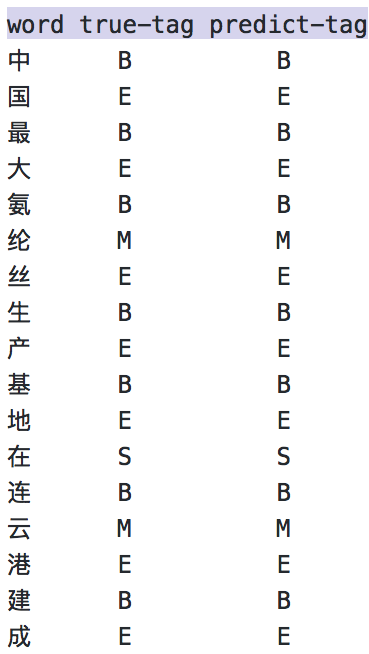 word true-tag predict-tag
中 B B
国 E E
最 B B
大 E E
氨 B B
纶 M M
丝 E E
生 B B
产 E E
基 B B
地 E E
在 S S
连 B B
云 M M
港 E E
建 B B
成 E E